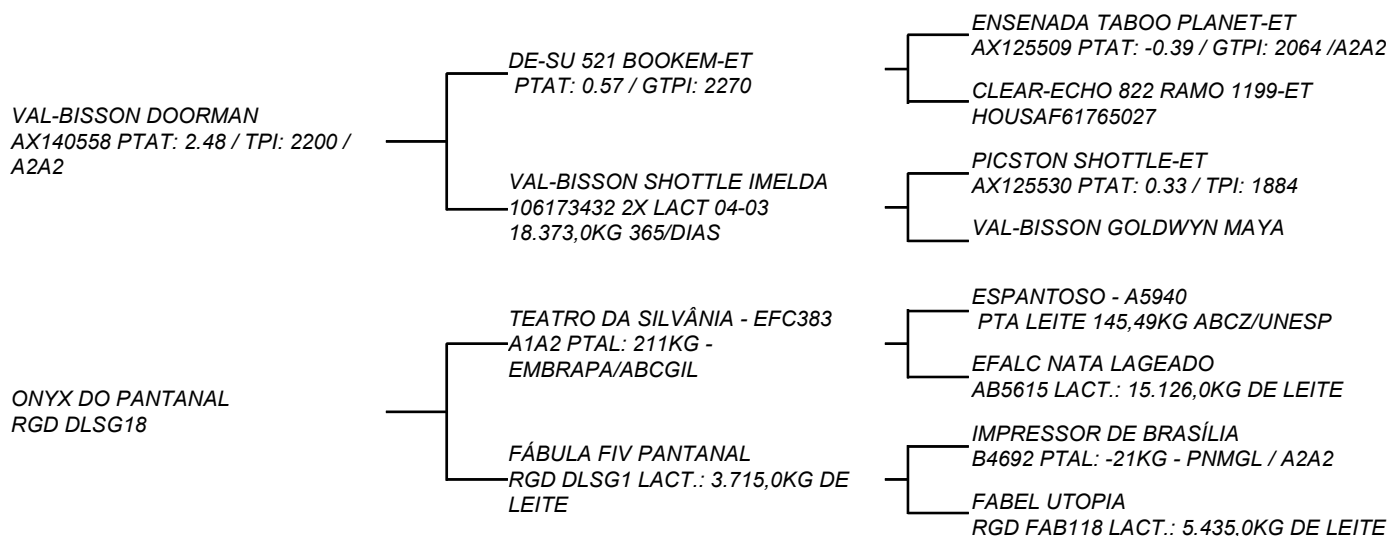 VAL-BISSON DOORMAN
AX140558 PTAT: 2.48 / TPI: 2200 /
A2A2
DE-SU 521 BOOKEM-ET
PTAT: 0.57 / GTPI: 2270
ENSENADA TABOO PLANET-ET
AX125509 PTAT: -0.39 / GTPI: 2064 /A2A2
CLEAR-ECHO 822 RAMO 1199-ET
HOUSAF61765027
VAL-BISSON SHOTTLE IMELDA
106173432 2X LACT 04-03
18.373,0KG 365/DIAS
PICSTON SHOTTLE-ET
AX125530 PTAT: 0.33 / TPI: 1884
VAL-BISSON GOLDWYN MAYA
ONYX DO PANTANAL
RGD DLSG18
TEATRO DA SILVÂNIA - EFC383
A1A2 PTAL: 211KG -
EMBRAPA/ABCGIL
ESPANTOSO - A5940
PTA LEITE 145,49KG ABCZ/UNESP
EFALC NATA LAGEADO
AB5615 LACT.: 15.126,0KG DE LEITE
FÁBULA FIV PANTANAL
RGD DLSG1 LACT.: 3.715,0KG DE
LEITE
IMPRESSOR DE BRASÍLIA
B4692 PTAL: -21KG - PNMGL / A2A2
FABEL UTOPIA
RGD FAB118 LACT.: 5.435,0KG DE LEITE